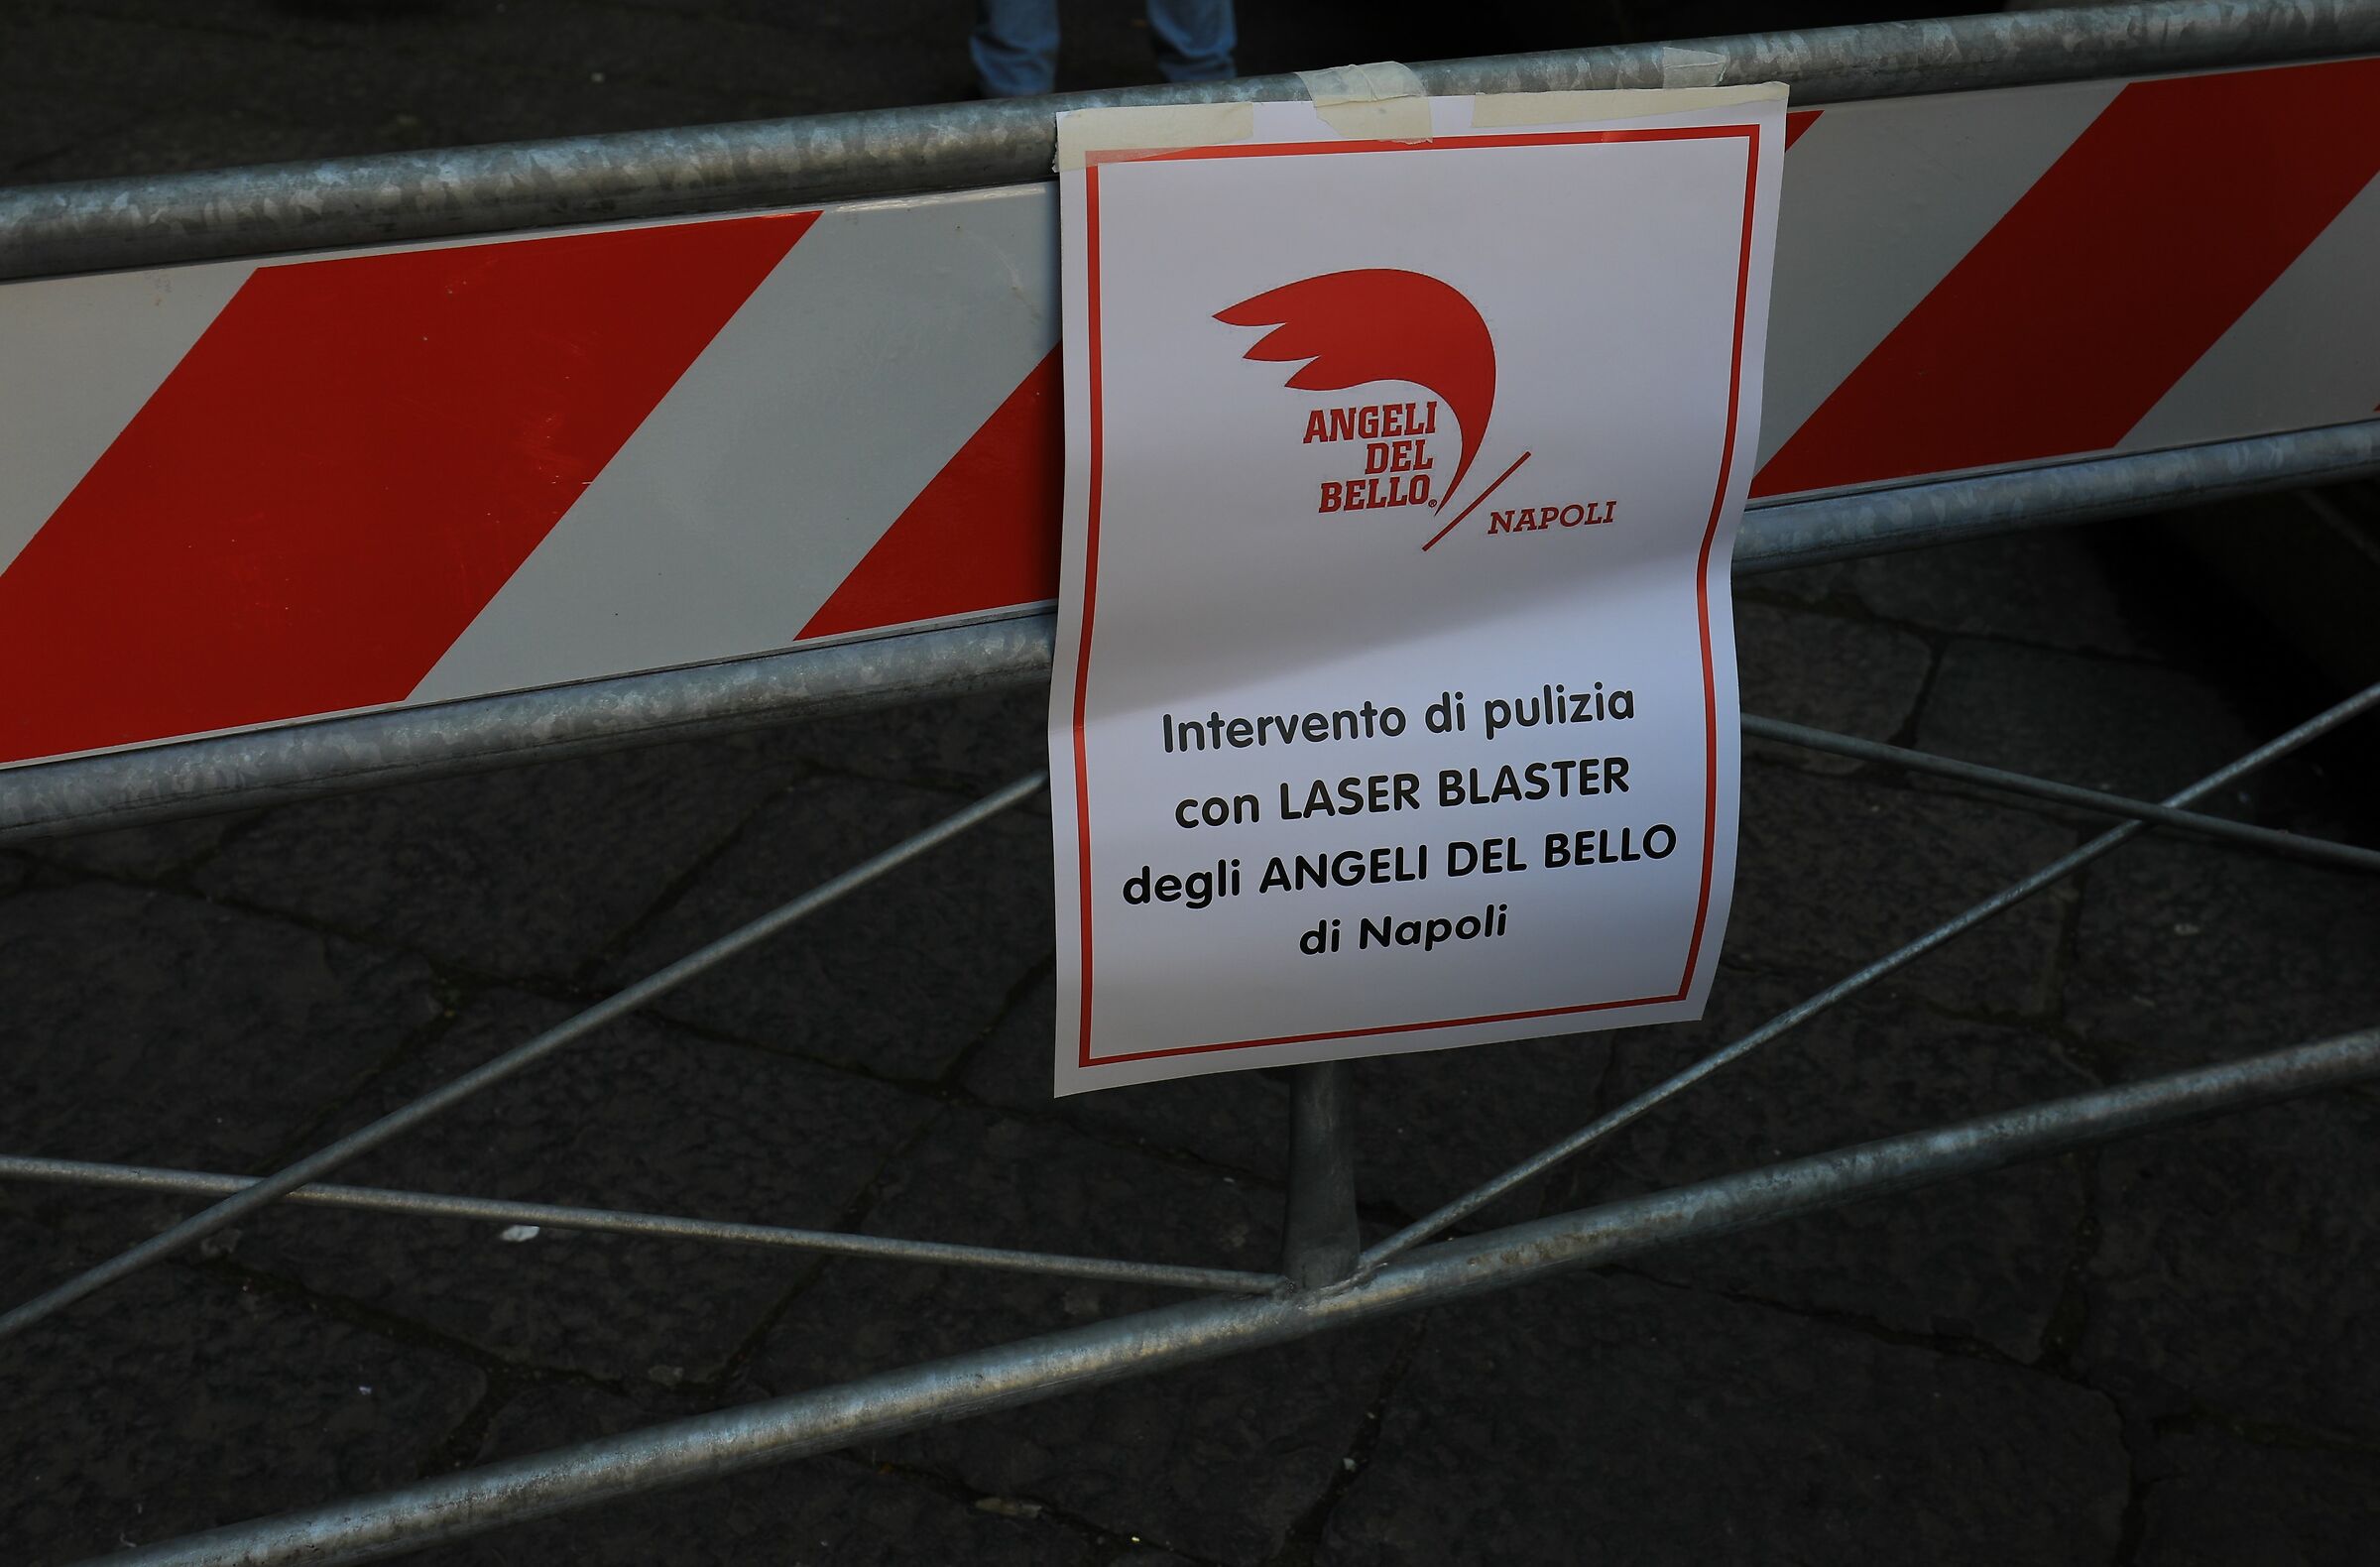 ANGELI
DEL
BELLO®
NAPOLI
Intervento di pulizia
con LASER BLASTER
degli ANGELI DEL BELLO
di Napoli